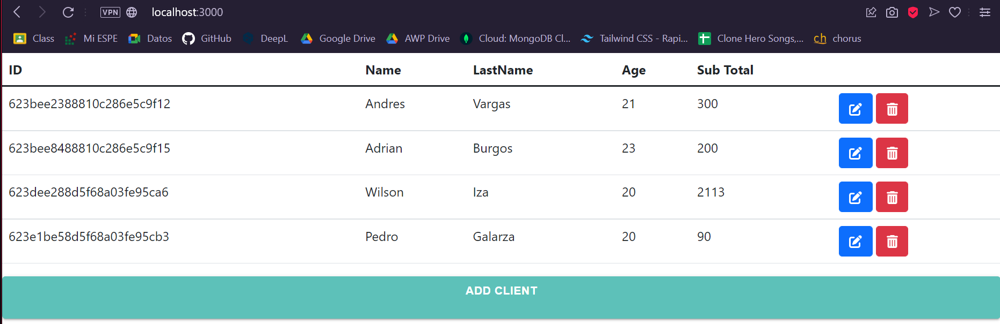 VPN localhost:3000
Class Mi ESPE Datos GitHub DeepL Google Drive AWP Drive Cloud: MongoDB Cl... Tailwind CSS - Rapi... Clone Hero Songs,... ch chorus
ID Name LastName Age Sub Total
623bee2388810c286e5c9f12 Andres Vargas 21 300
623bee8488810c286e5c9f15 Adrian Burgos 23 200
623dee288d5f68a03fe95ca6 Wilson Iza 20 2113
623e1be58d5f68a03fe95cb3 Pedro Galarza 20 90
ADD CLIENT